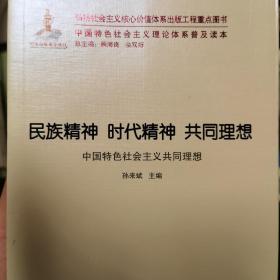 社会主义核心价值体系出版工程重点图书
中国特色社会主义理论体系普及读本
民族精神 时代精神 共同理想
中国特色社会主义共同理想
孙来斌 主编